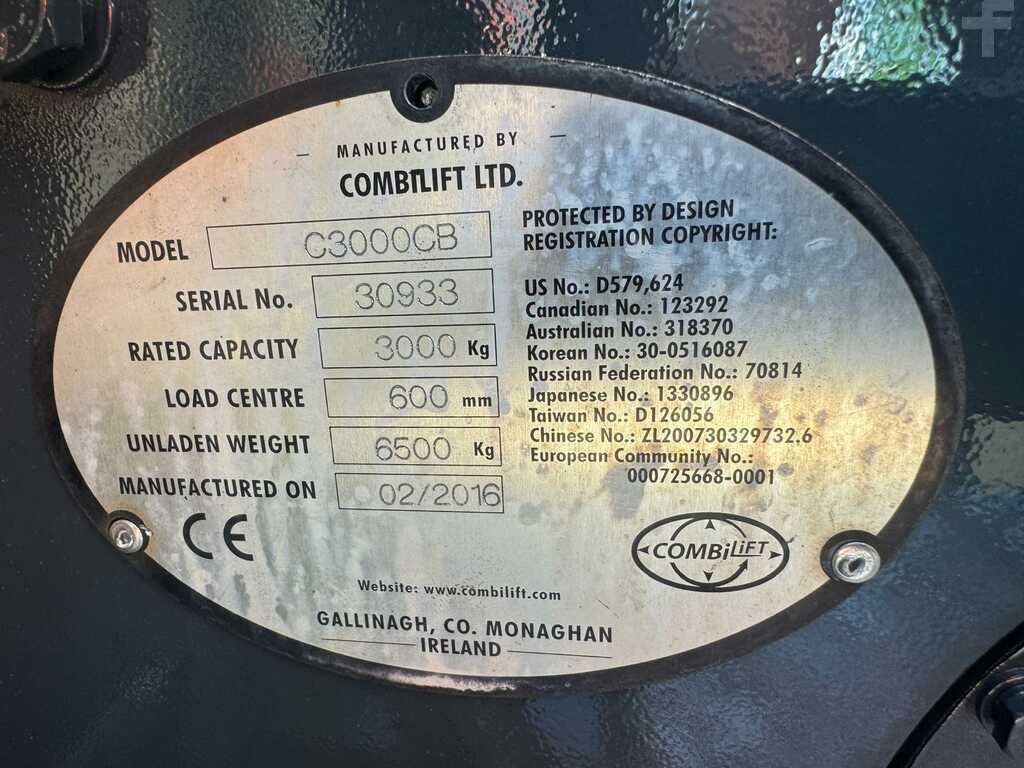 MANUFACTURED BY
COMBILIFT LTD.
MODEL C3000CB
SERIAL No. 30933
RATED CAPACITY 3000 Kg
LOAD CENTRE 600 mm
UNLADEN WEIGHT 6500 Kg
MANUFACTURED ON 02/2016
CE
PROTECTED BY DESIGN
REGISTRATION COPYRIGHT:
US No.: D579,624
Canadian No.: 123292
Australian No.: 318370
Korean No.: 30-0516087
Russian Federation No.: 70814
Japanese No.: 1330896
Taiwan No.: D126056
Chinese No.: ZL200730329732.6
European Community No.:
000725668-0001
COMBiLiFT
Website: www.combilift.com
GALLINAGH, CO. MONAGHAN
IRELAND
f